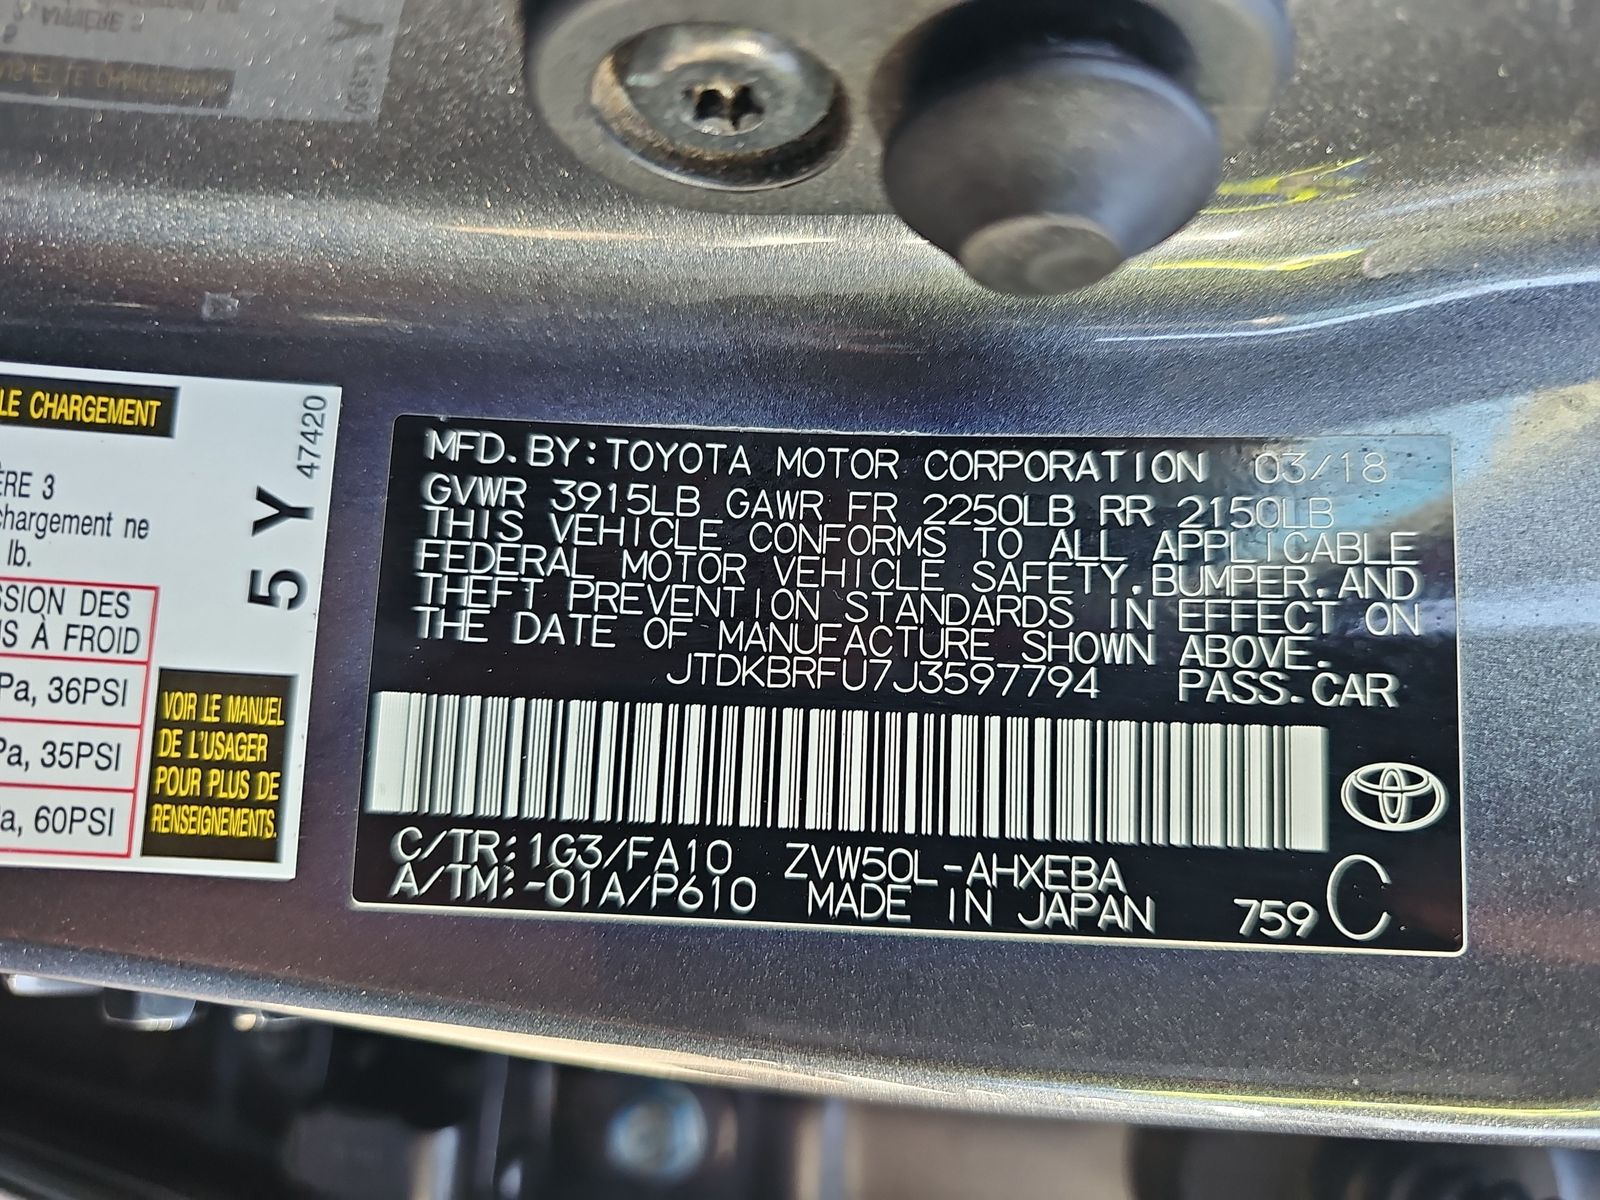 LE CHARGEMENT
47420
5 Y
ÈRE 3
chargement ne
lb.
SSION DES
S À FROID
Pa, 36PSI
Pa, 35PSI
a, 60PSI
VOIR LE MANUEL
DE L'USAGER
POUR PLUS DE
RENSEIGNEMENTS.
MFD. BY: TOYOTA MOTOR CORPORATION 03/18
GVWR 3915LB GAWR FR 2250LB RR 2150LB
THIS VEHICLE CONFORMS TO ALL APPLICABLE
FEDERAL MOTOR VEHICLE SAFETY. BUMPER. AND
THEFT PREVENTION STANDARDS IN EFFECT ON
THE DATE OF MANUFACTURE SHOWN ABOVE.
JTDKBRFU7J3597794 PASS. CAR
C/TR: 1G3/FA10 ZVW50L-AHXEBA
A/TM: -01A/P610 MADE IN JAPAN 759 C